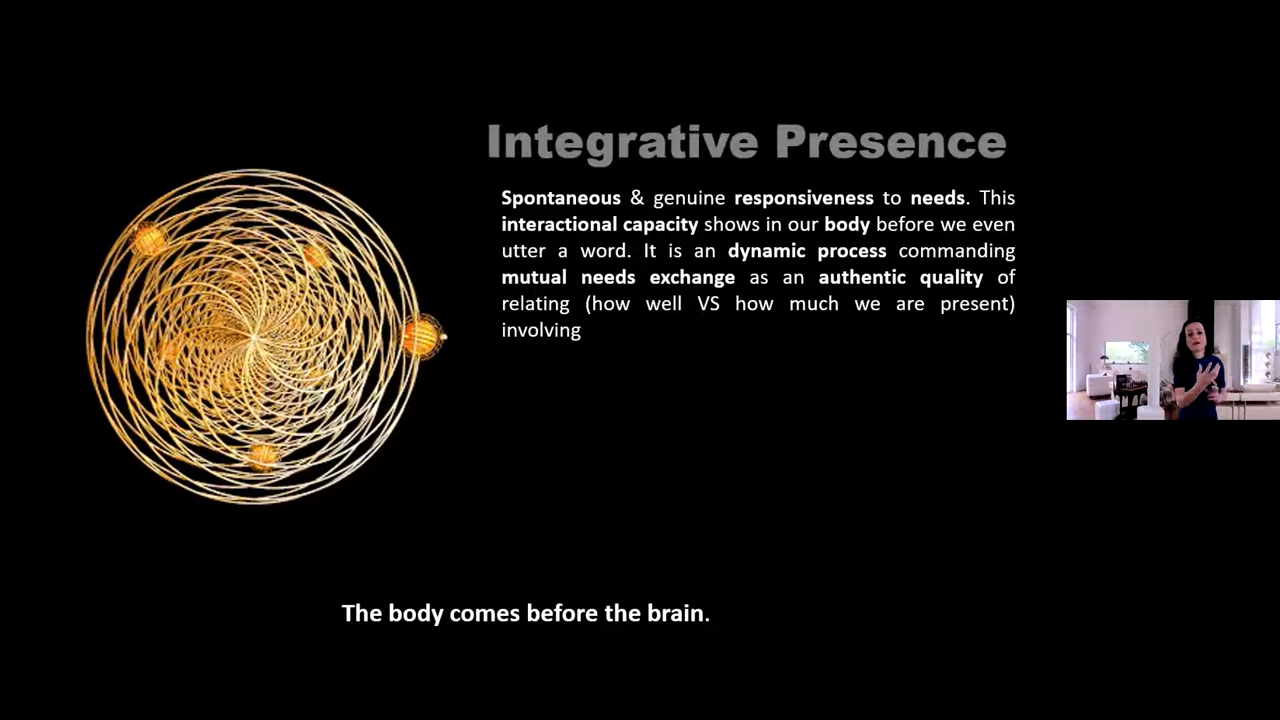 Integrative Presence
Spontaneous & genuine responsiveness to needs. This
interactional capacity shows in our body before we even
utter a word. It is an dynamic process commanding
mutual needs exchange as an authentic quality of
relating (how well VS how much we are present)
involving
The body comes before the brain.